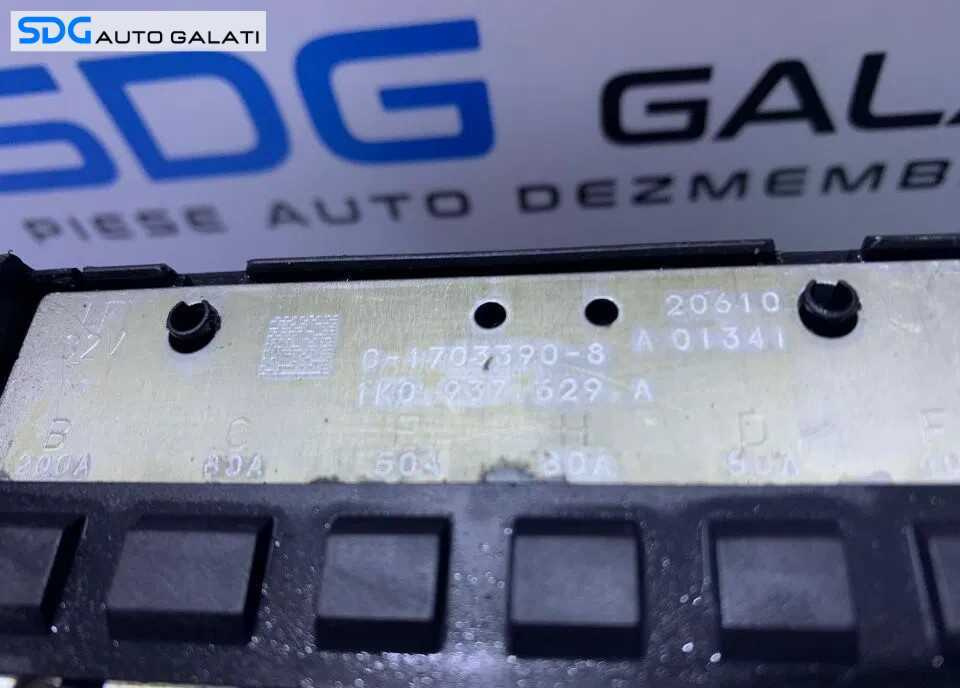 SDG AUTO GALATI
SDG GALA
PIESE AUTO DEZMEMB
20610
A 01341
0-1703390-8
1K0.937.629.A
32V
B C G H D F
200A 80A 50A 80A